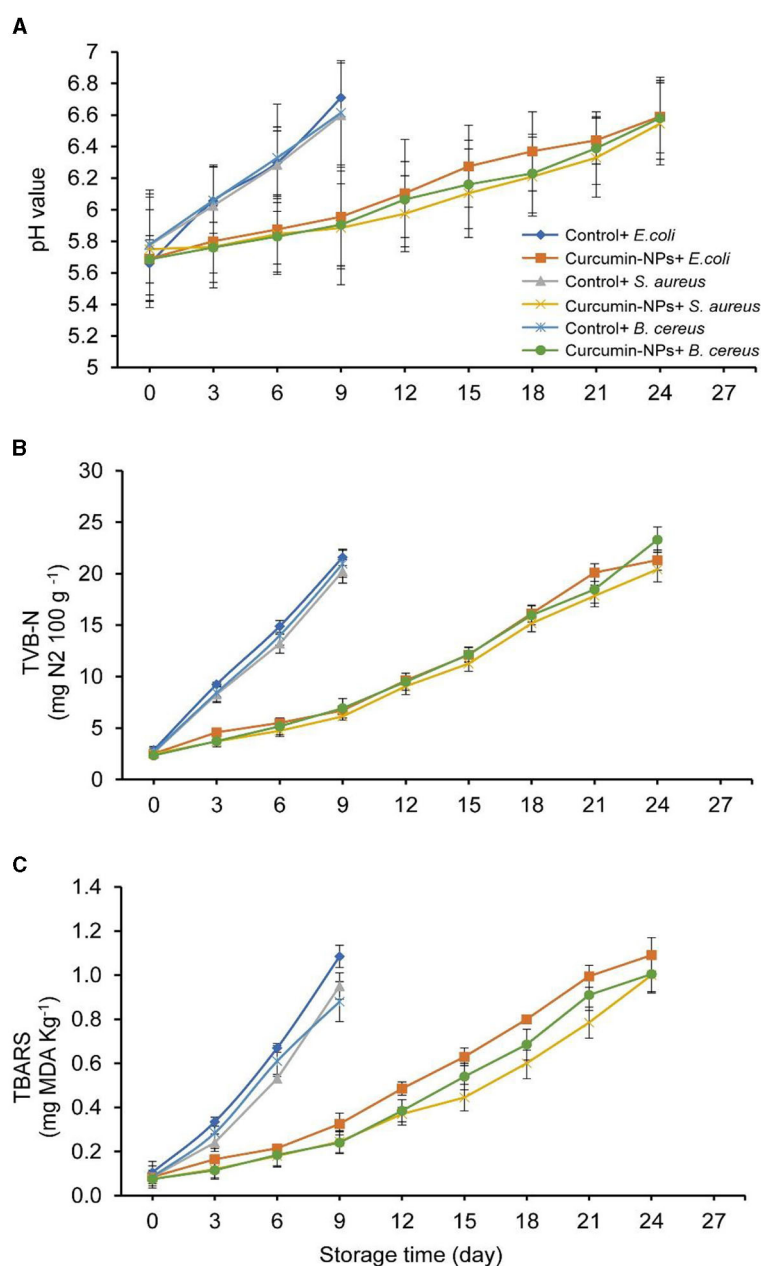 A
7
6.8
6.6
6.4
6.2
6
5.8
5.6
5.4
5.2
5
pH value
Control+ E.coli
Curcumin-NPs+ E.coli
Control+ S. aureus
Curcumin-NPs+ S. aureus
Control+ B. cereus
Curcumin-NPs+ B. cereus
0 3 6 9 12 15 18 21 24 27
B
30
25
20
15
10
5
0
TVB-N
(mg N2 100 g -1)
0 3 6 9 12 15 18 21 24 27
C
1.4
1.2
1.0
0.8
0.6
0.4
0.2
0.0
TBARS
(mg MDA Kg-1)
0 3 6 9 12 15 18 21 24 27
Storage time (day)